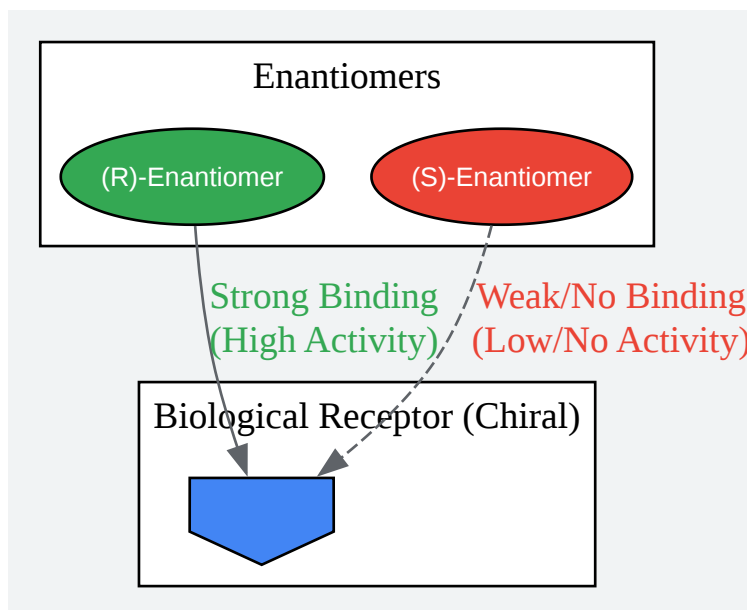 Enantiomers
(R)-Enantiomer
(S)-Enantiomer
Strong Binding
(High Activity)
Weak/No Binding
(Low/No Activity)
Biological Receptor (Chiral)